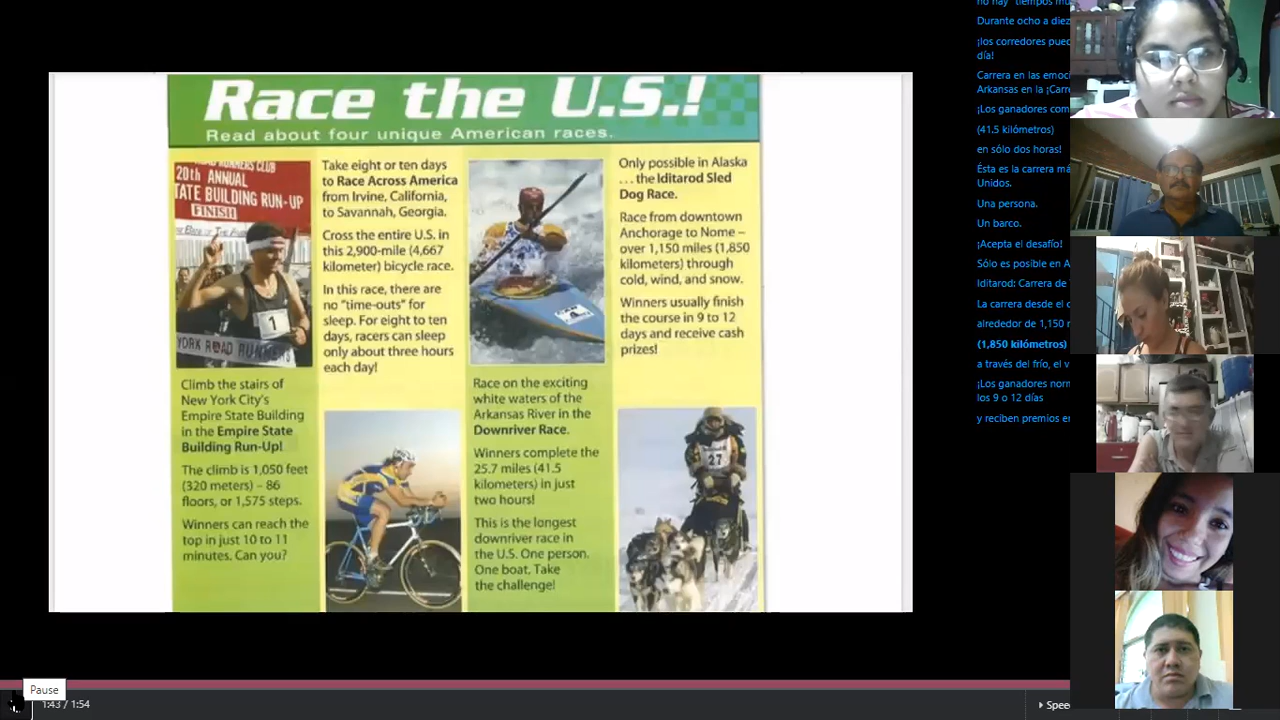 Race the U.S.!
Read about four unique American races.
20th ANNUAL
TATE BUILDING RUN-UP
FINISH
1
YORK ROAD RUNNERS
Climb the stairs of
New York City's
Empire State Building
in the Empire State
Building Run-Up!
The climb is 1,050 feet
(320 meters) – 86
floors, or 1,575 steps.
Winners can reach the
top in just 10 to 11
minutes. Can you?
Take eight or ten days
to Race Across America
from Irvine, California,
to Savannah, Georgia.
Cross the entire U.S. in
this 2,900-mile (4,667
kilometer) bicycle race.
In this race, there are
no "time-outs" for
sleep. For eight to ten
days, racers can sleep
only about three hours
each day!
Race on the exciting
white waters of the
Arkansas River in the
Downriver Race.
Winners complete the
25.7 miles (41.5
kilometers) in just
two hours!
This is the longest
downriver race in
the U.S. One person.
One boat. Take
the challenge!
Only possible in Alaska
. . . the Iditarod Sled
Dog Race.
Race from downtown
Anchorage to Nome –
over 1,150 miles (1,850
kilometers) through
cold, wind, and snow.
Winners usually finish
the course in 9 to 12
days and receive cash
prizes!
27
no hay "tiempos mu
Durante ocho a diez
¡los corredores pued
día!
Carrera en las emoci
Arkansas en la ¡Carre
¡Los ganadores com
(41.5 kilómetros)
en sólo dos horas!
Ésta es la carrera má
Unidos.
Una persona.
Un barco.
¡Acepta el desafío!
Sólo es posible en A
Iditarod: Carrera de
La carrera desde el c
alrededor de 1,150 m
(1,850 kilómetros)
a través del frío, el v
¡Los ganadores norm
los 9 o 12 días
y reciben premios en
Pause
1:43 / 1:54
Speed